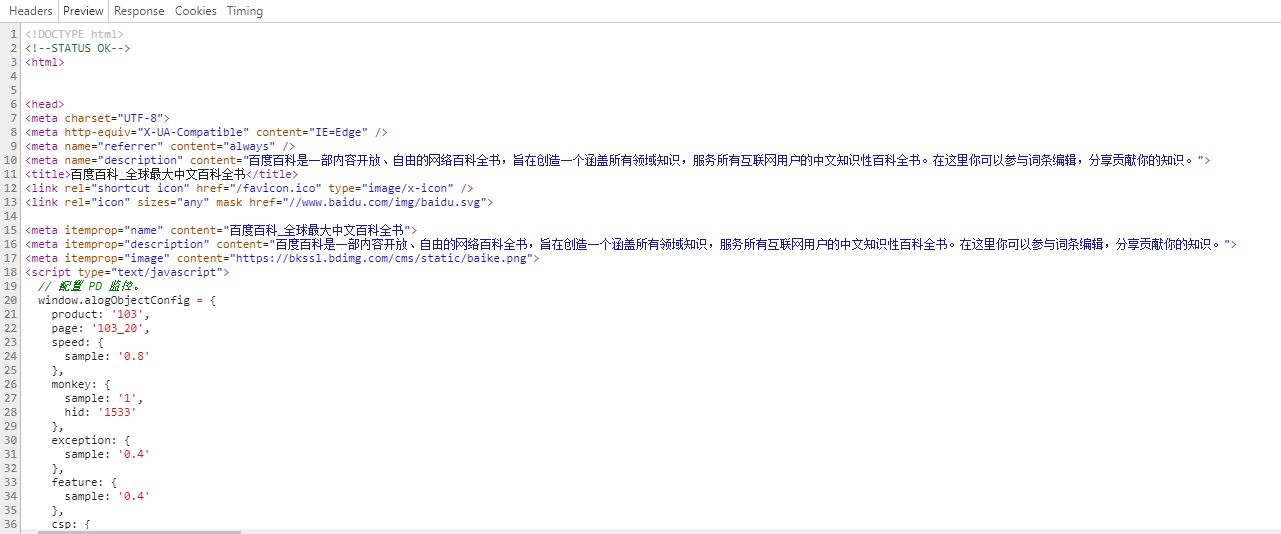 Headers Preview Response Cookies Timing
1 <!DOCTYPE html>
2 <!--STATUS OK-->
3 <html>
4
5
6 <head>
7 <meta charset="UTF-8">
8 <meta http-equiv="X-UA-Compatible" content="IE=Edge" />
9 <meta name="referrer" content="always" />
10 <meta name="description" content="百度百科是一部内容开放、自由的网络百科全书，旨在创造一个涵盖所有领域知识，服务所有互联网用户的中文知识性百科全书。在这里你可以参与词条编辑，分享贡献你的知识。">
11 <title>百度百科_全球最大中文百科全书</title>
12 <link rel="shortcut icon" href="/favicon.ico" type="image/x-icon" />
13 <link rel="icon" sizes="any" mask href="//www.baidu.com/img/baidu.svg">
14
15 <meta itemprop="name" content="百度百科_全球最大中文百科全书">
16 <meta itemprop="description" content="百度百科是一部内容开放、自由的网络百科全书，旨在创造一个涵盖所有领域知识，服务所有互联网用户的中文知识性百科全书。在这里你可以参与词条编辑，分享贡献你的知识。">
17 <meta itemprop="image" content="https://bkssl.bdimg.com/cms/static/baike.png">
18 <script type="text/javascript">
19 // 配置 PD 监控。
20 window.alogObjectConfig = {
21 product: '103',
22 page: '103_20',
23 speed: {
24 sample: '0.8'
25 },
26 monkey: {
27 sample: '1',
28 hid: '1533'
29 },
30 exception: {
31 sample: '0.4'
32 },
33 feature: {
34 sample: '0.4'
35 },
36 csp: {